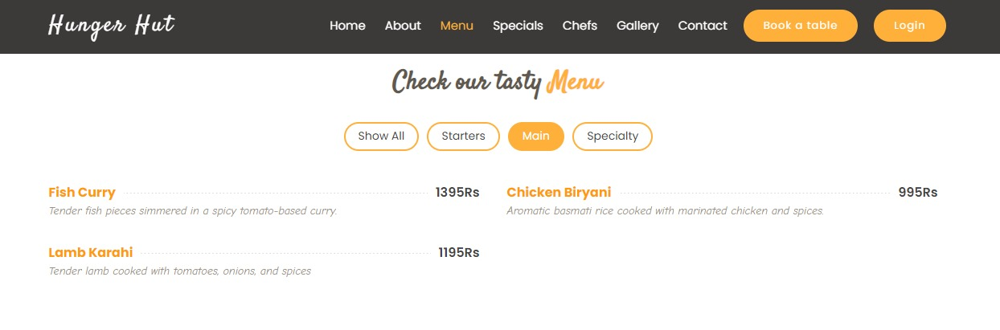 Hunger Hut
Home About Menu Specials Chefs Gallery Contact Book a table Login
Check our tasty Menu
Show All Starters Main Specialty
Fish Curry 1395Rs
Tender fish pieces simmered in a spicy tomato-based curry.
Chicken Biryani 995Rs
Aromatic basmati rice cooked with marinated chicken and spices.
Lamb Karahi 1195Rs
Tender lamb cooked with tomatoes, onions, and spices